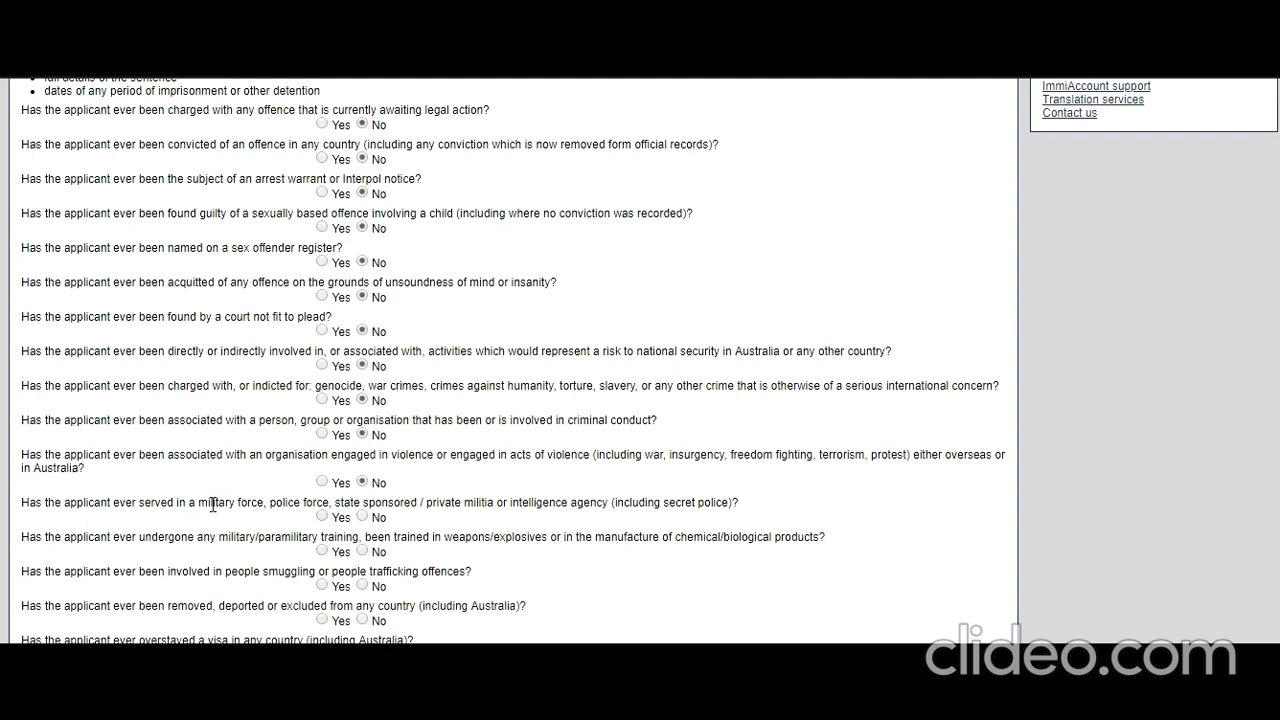 full details of the sentence
dates of any period of imprisonment or other detention
Has the applicant ever been charged with any offence that is currently awaiting legal action?
Yes No
Has the applicant ever been convicted of an offence in any country (including any conviction which is now removed form official records)?
Yes No
Has the applicant ever been the subject of an arrest warrant or Interpol notice?
Yes No
Has the applicant ever been found guilty of a sexually based offence involving a child (including where no conviction was recorded)?
Yes No
Has the applicant ever been named on a sex offender register?
Yes No
Has the applicant ever been acquitted of any offence on the grounds of unsoundness of mind or insanity?
Yes No
Has the applicant ever been found by a court not fit to plead?
Yes No
Has the applicant ever been directly or indirectly involved in, or associated with, activities which would represent a risk to national security in Australia or any other country?
Yes No
Has the applicant ever been charged with, or indicted for: genocide, war crimes, crimes against humanity, torture, slavery, or any other crime that is otherwise of a serious international concern?
Yes No
Has the applicant ever been associated with a person, group or organisation that has been or is involved in criminal conduct?
Yes No
Has the applicant ever been associated with an organisation engaged in violence or engaged in acts of violence (including war, insurgency, freedom fighting, terrorism, protest) either overseas or
in Australia?
Yes No
Has the applicant ever served in a military force, police force, state sponsored / private militia or intelligence agency (including secret police)?
Yes No
Has the applicant ever undergone any military/paramilitary training, been trained in weapons/explosives or in the manufacture of chemical/biological products?
Yes No
Has the applicant ever been involved in people smuggling or people trafficking offences?
Yes No
Has the applicant ever been removed, deported or excluded from any country (including Australia)?
Yes No
Has the applicant ever overstayed a visa in any country (including Australia)?
ImmiAccount support
Translation services
Contact us
clideo.com